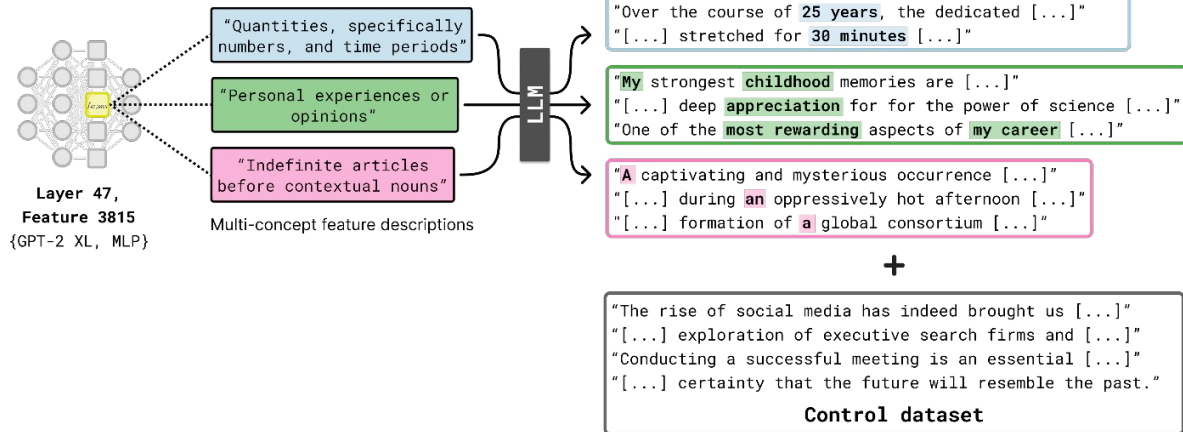 "Quantities, specifically
numbers, and time periods"
"Personal experiences or
opinions"
"Indefinite articles
before contextual nouns"
Multi-concept feature descriptions
Layer 47,
Feature 3815
{GPT-2 XL, MLP}
LLM
"Over the course of 25 years, the dedicated [...]"
"[...] stretched for 30 minutes [...]"
"My strongest childhood memories are [...]"
"[...] deep appreciation for for the power of science [...]"
"One of the most rewarding aspects of my career [...]"
"A captivating and mysterious occurrence [...]"
"[...] during an oppressively hot afternoon [...]"
"[...] formation of a global consortium [...]"
+
"The rise of social media has indeed brought us [...]"
"[...] exploration of executive search firms and [...]"
"Conducting a successful meeting is an essential [...]"
"[...] certainty that the future will resemble the past."
Control dataset